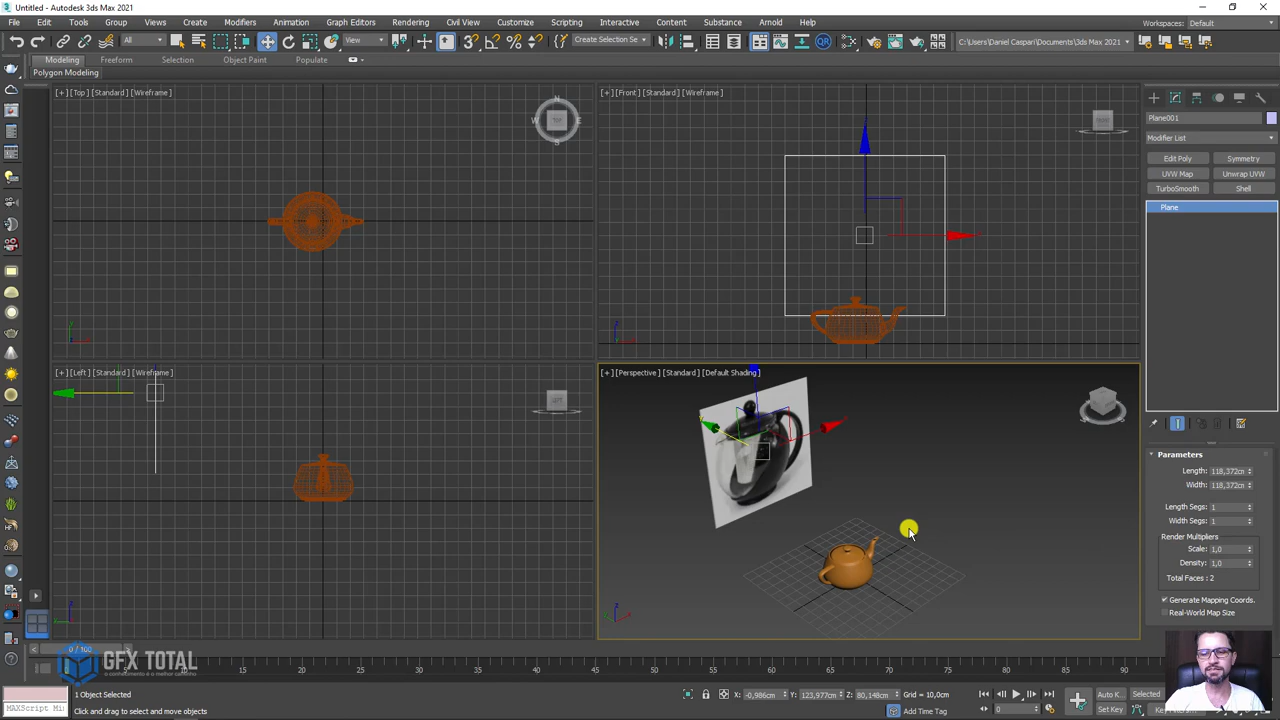 Untitled - Autodesk 3ds Max 2021
File Edit Tools Group Views Create Modifiers Animation Graph Editors Rendering Civil View Customize Scripting Interactive Content Substance Arnold Help
Workspaces: Default
All View Create Selection Se C:\Users\Daniel Caspari\Documents\3ds Max 2021
Modeling Freeform Selection Object Paint Populate
Polygon Modeling
[+] [Top] [Standard] [Wireframe]
[+] [Front] [Standard] [Wireframe]
Plane001
Modifier List
Edit Poly Symmetry
UVW Map Unwrap UVW
TurboSmooth Shell
Plane
[+] [Left] [Standard] [Wireframe]
[+] [Perspective] [Standard] [Default Shading]
Parameters
Length: 118,372cm
Width: 118,372cm
Length Segs: 1
Width Segs: 1
Render Multipliers
Scale: 1,0
Density: 1,0
Total Faces : 2
Generate Mapping Coords.
Real-World Map Size
0 / 100
GFX TOTAL
o conhecimento é o melhor caminho
25 30 35 40 45 50 55 60 65 70 75 80 85 90
1 Object Selected
X: -0,986cm Y: 123,977cm Z: 80,148cm Grid = 10,0cm
Auto K... Selected
MAXScript Mi:
Click and drag to select and move objects
Add Time Tag
0
Set Key